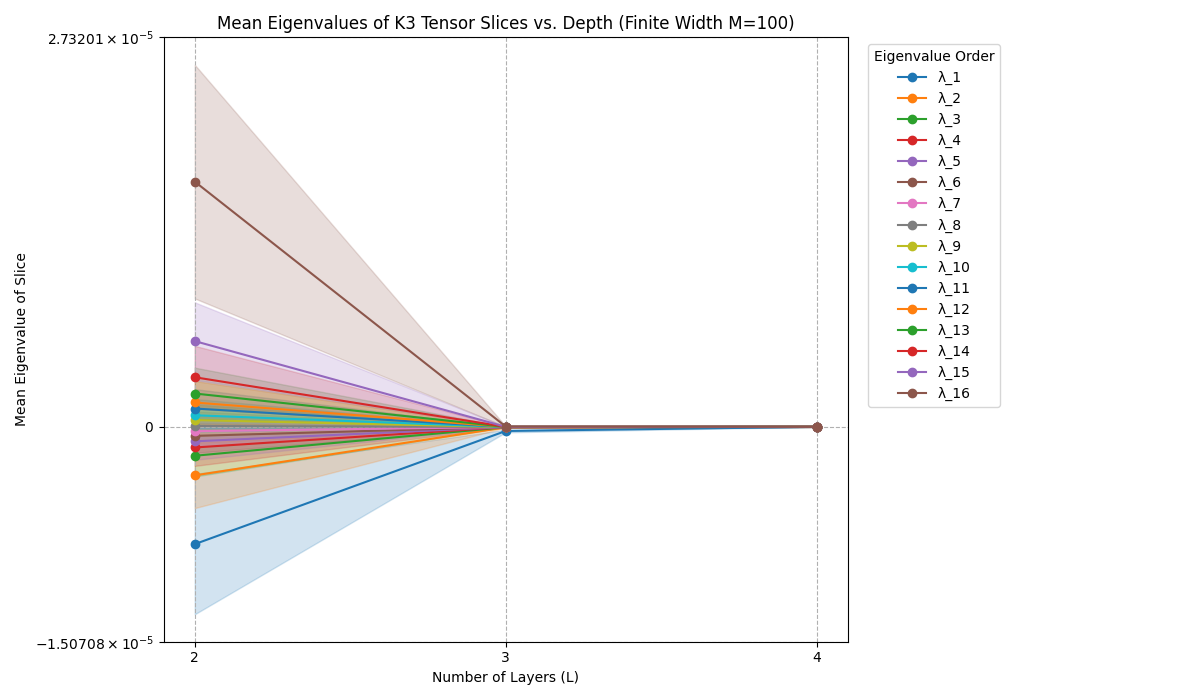 Mean Eigenvalues of K3 Tensor Slices vs. Depth (Finite Width M=100)
2.73201 × 10⁻⁵
0
−1.50708 × 10⁻⁵
Mean Eigenvalue of Slice
2
3
4
Number of Layers (L)
Eigenvalue Order
λ_1
λ_2
λ_3
λ_4
λ_5
λ_6
λ_7
λ_8
λ_9
λ_10
λ_11
λ_12
λ_13
λ_14
λ_15
λ_16